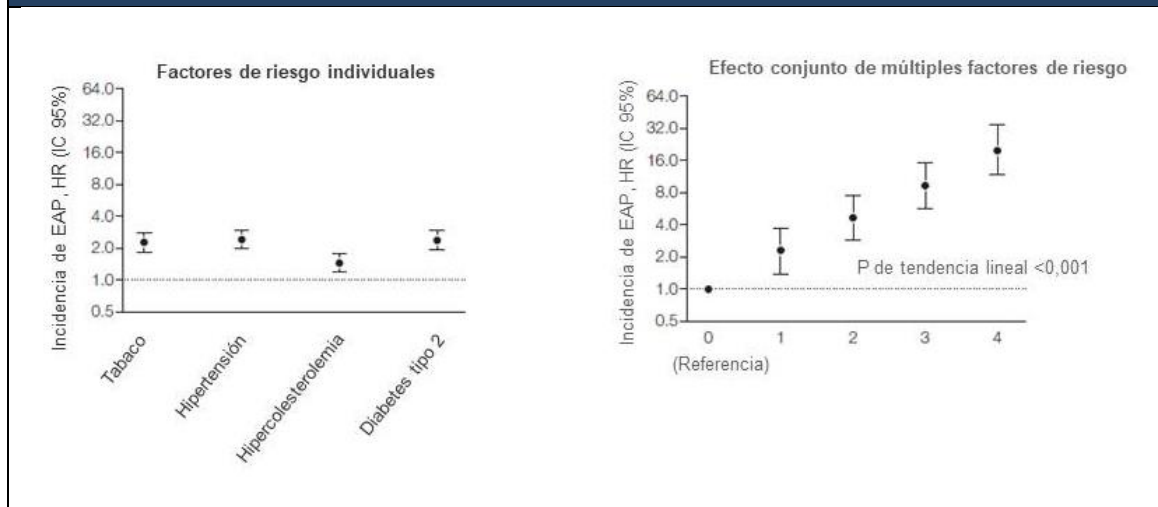 Factores de riesgo individuales
Incidencia de EAP, HR (IC 95%)
64.0
32.0
16.0
8.0
4.0
2.0
1.0
0.5
Tabaco
Hipertensión
Hipercolesterolemia
Diabetes tipo 2
Efecto conjunto de múltiples factores de riesgo
Incidencia de EAP, HR (IC 95%)
64.0
32.0
16.0
8.0
4.0
2.0
1.0
0.5
P de tendencia lineal <0,001
0 1 2 3 4
(Referencia)